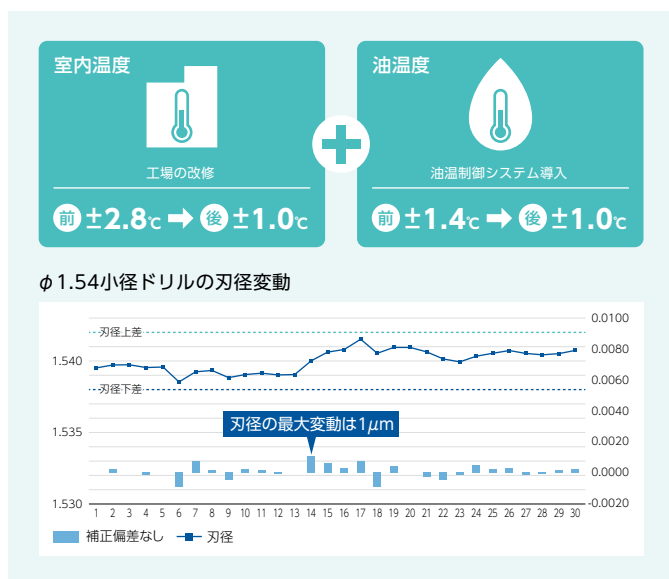 室内温度
工場の改修
前 ±2.8℃ ➡ 後 ±1.0℃
油温度
油温制御システム導入
前 ±1.4℃ ➡ 後 ±1.0℃
φ1.54小径ドリルの刃径変動
刃径上差
刃径下差
1.540
1.535
1.530
刃径の最大変動は1μm
0.0100
0.0080
0.0060
0.0040
0.0020
0.0000
-0.0020
1 2 3 4 5 6 7 8 9 10 11 12 13 14 15 16 17 18 19 20 21 22 23 24 25 26 27 28 29 30
補正偏差なし 刃径